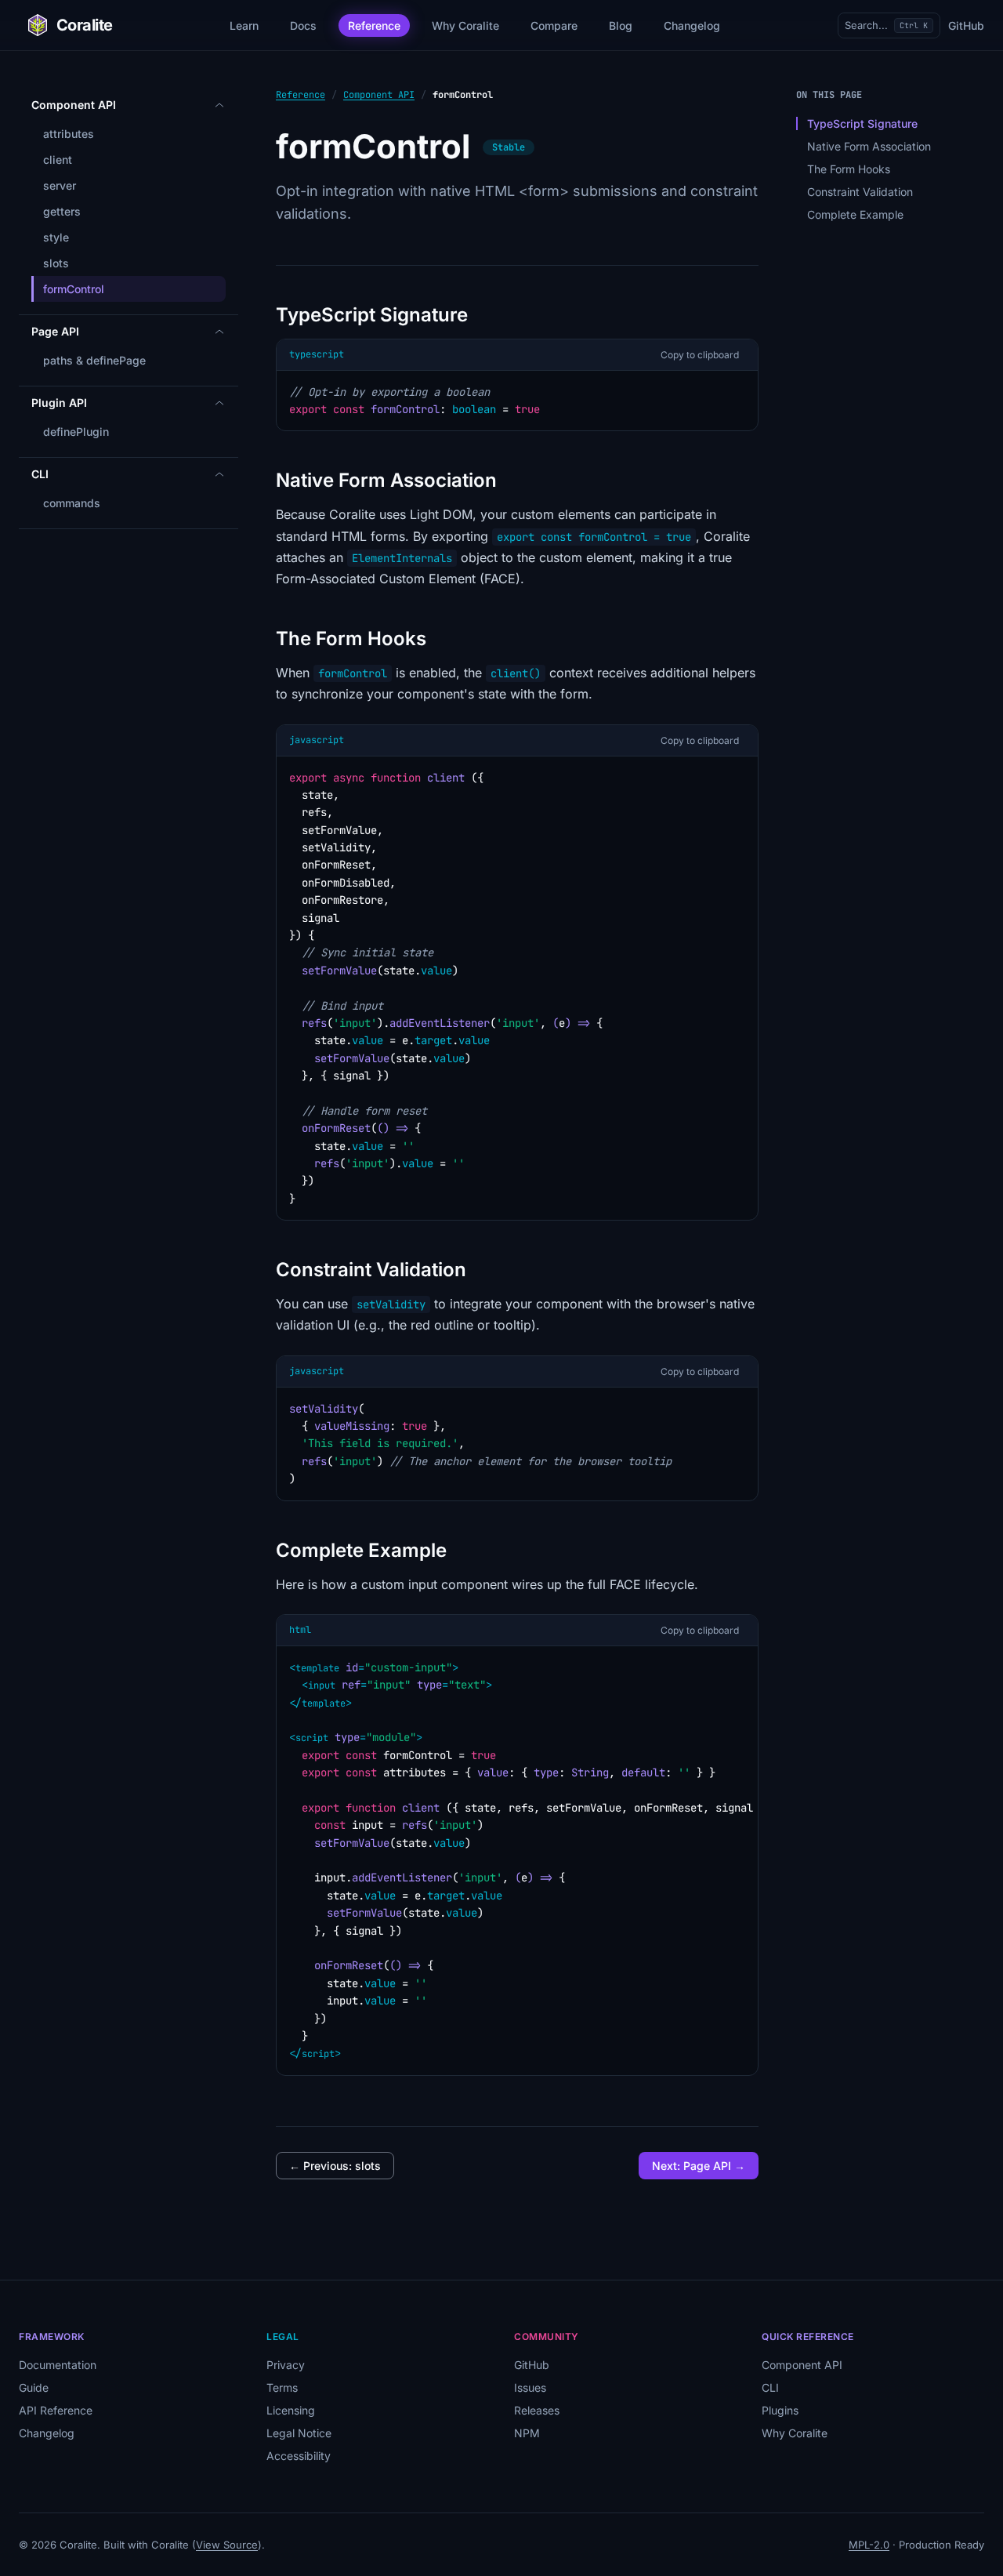 Coralite
Learn
Docs
Reference
Why Coralite
Compare
Blog
Changelog
Search...
Ctrl K
GitHub
Component API
attributes
client
server
getters
style
slots
formControl
Page API
paths & definePage
Plugin API
definePlugin
CLI
commands
Reference / Component API / formControl
formControl
Stable
Opt-in integration with native HTML <form> submissions and constraint
validations.
TypeScript Signature
typescript
Copy to clipboard
// Opt-in by exporting a boolean
export const formControl: boolean = true
Native Form Association
Because Coralite uses Light DOM, your custom elements can participate in
standard HTML forms. By exporting export const formControl = true , Coralite
attaches an ElementInternals object to the custom element, making it a true
Form-Associated Custom Element (FACE).
The Form Hooks
When formControl is enabled, the client() context receives additional helpers
to synchronize your component's state with the form.
javascript
Copy to clipboard
export async function client ({
  state,
  refs,
  setFormValue,
  setValidity,
  onFormReset,
  onFormDisabled,
  onFormRestore,
  signal
}) {
  // Sync initial state
  setFormValue(state.value)
  // Bind input
  refs('input').addEventListener('input', (e) => {
    state.value = e.target.value
    setFormValue(state.value)
  }, { signal })
  // Handle form reset
  onFormReset(() => {
    state.value = ''
    refs('input').value = ''
  })
}
Constraint Validation
You can use setValidity to integrate your component with the browser's native
validation UI (e.g., the red outline or tooltip).
javascript
Copy to clipboard
setValidity(
  { valueMissing: true },
  'This field is required.',
  refs('input') // The anchor element for the browser tooltip
)
Complete Example
Here is how a custom input component wires up the full FACE lifecycle.
html
Copy to clipboard
<template id="custom-input">
  <input ref="input" type="text">
</template>
<script type="module">
  export const formControl = true
  export const attributes = { value: { type: String, default: '' } }
  export function client ({ state, refs, setFormValue, onFormReset, signal
    const input = refs('input')
    setFormValue(state.value)
    input.addEventListener('input', (e) => {
      state.value = e.target.value
      setFormValue(state.value)
    }, { signal })
    onFormReset(() => {
      state.value = ''
      input.value = ''
    })
  }
</script>
← Previous: slots
Next: Page API →
ON THIS PAGE
TypeScript Signature
Native Form Association
The Form Hooks
Constraint Validation
Complete Example
FRAMEWORK
Documentation
Guide
API Reference
Changelog
LEGAL
Privacy
Terms
Licensing
Legal Notice
Accessibility
COMMUNITY
GitHub
Issues
Releases
NPM
QUICK REFERENCE
Component API
CLI
Plugins
Why Coralite
© 2026 Coralite. Built with Coralite (View Source).
MPL-2.0 · Production Ready